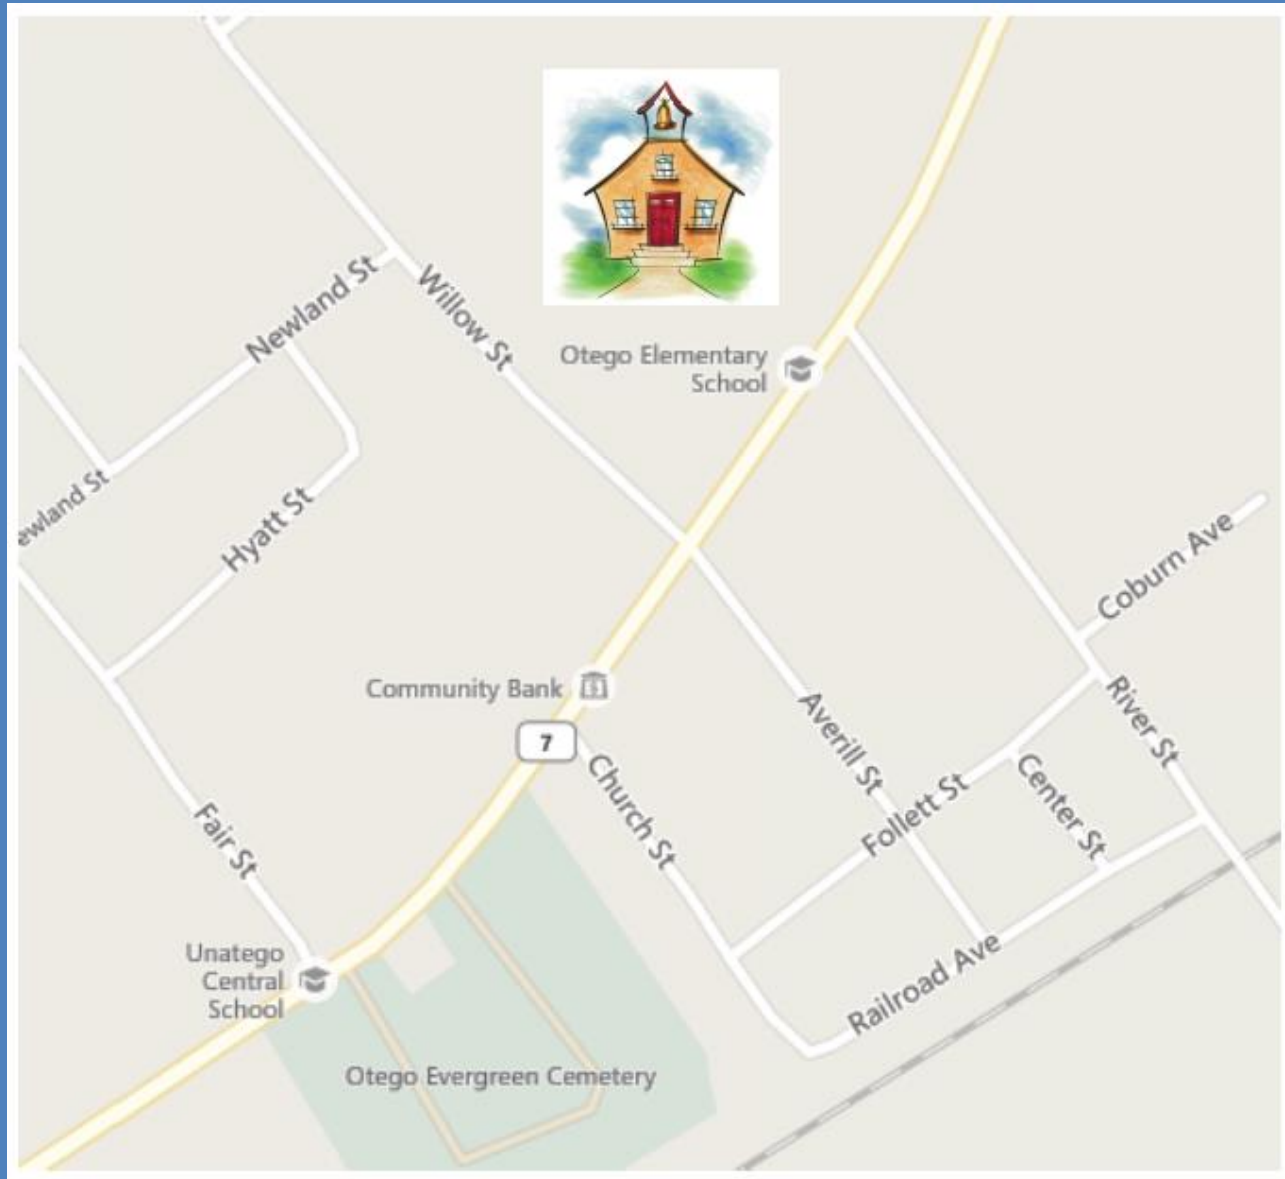 Newland St
Willow St
Otego Elementary
School
ewland St
Hyatt St
Coburn Ave
Community Bank
7
River St
Averill St
Church St
Center St
Follett St
Fair St
Unatego
Central
School
Railroad Ave
Otego Evergreen Cemetery